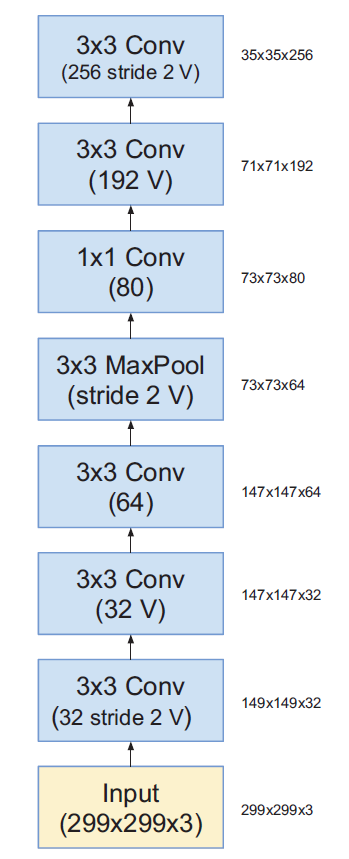 3x3 Conv
(256 stride 2 V)
35x35x256
3x3 Conv
(192 V)
71x71x192
1x1 Conv
(80)
73x73x80
3x3 MaxPool
(stride 2 V)
73x73x64
3x3 Conv
(64)
147x147x64
3x3 Conv
(32 V)
147x147x32
3x3 Conv
(32 stride 2 V)
149x149x32
Input
(299x299x3)
299x299x3